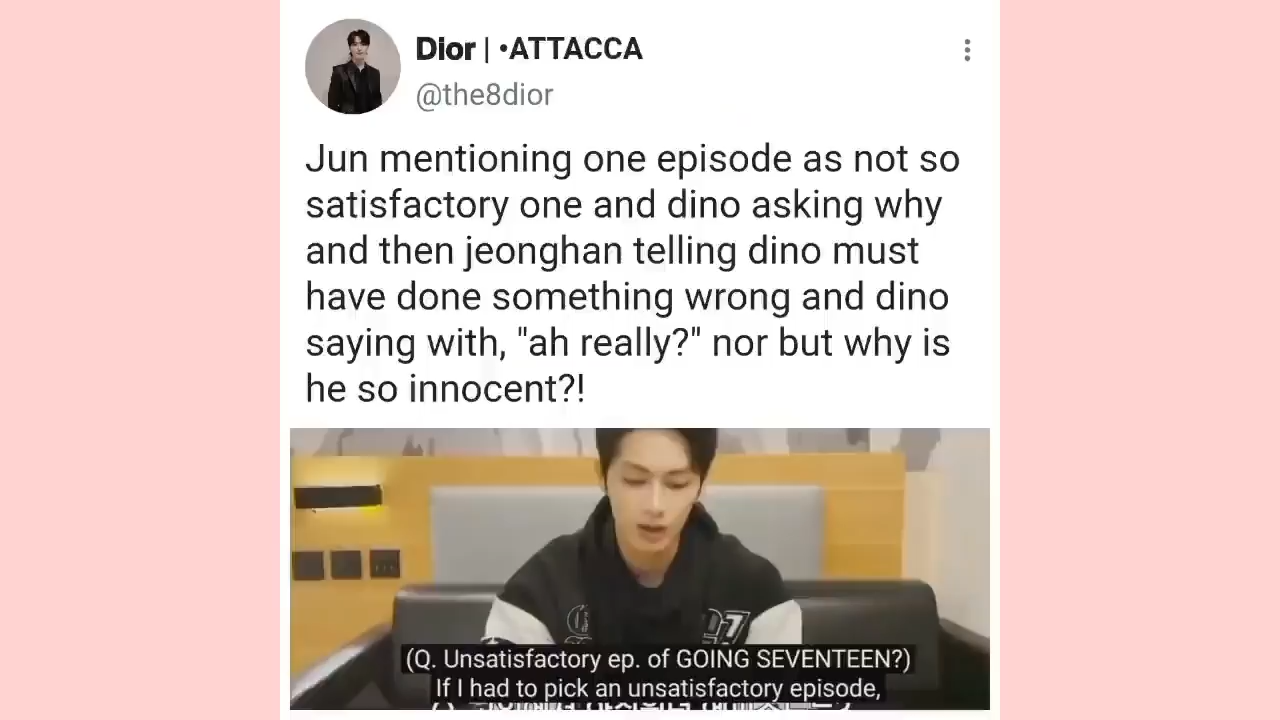 Dior | •ATTACCA
@the8dior
Jun mentioning one episode as not so
satisfactory one and dino asking why
and then jeonghan telling dino must
have done something wrong and dino
saying with, "ah really?" nor but why is
he so innocent?!
(Q. Unsatisfactory ep. of GOING SEVENTEEN?)
If I had to pick an unsatisfactory episode,